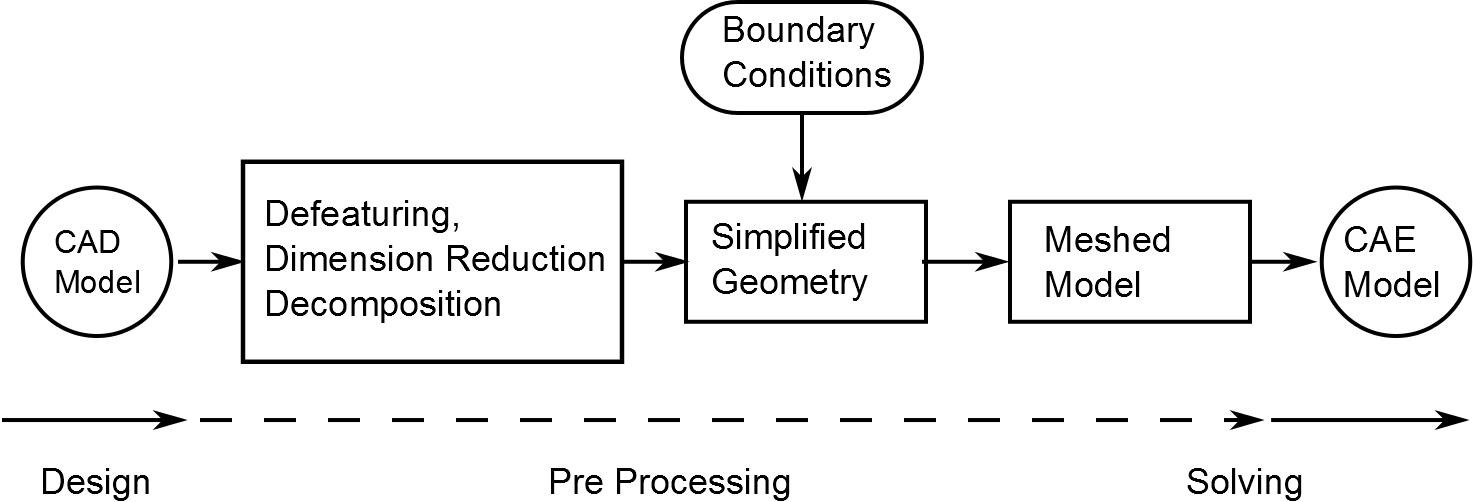 Boundary
Conditions
CAD
Model
Defeaturing,
Dimension Reduction
Decomposition
Simplified
Geometry
Meshed
Model
CAE
Model
Design
Pre Processing
Solving